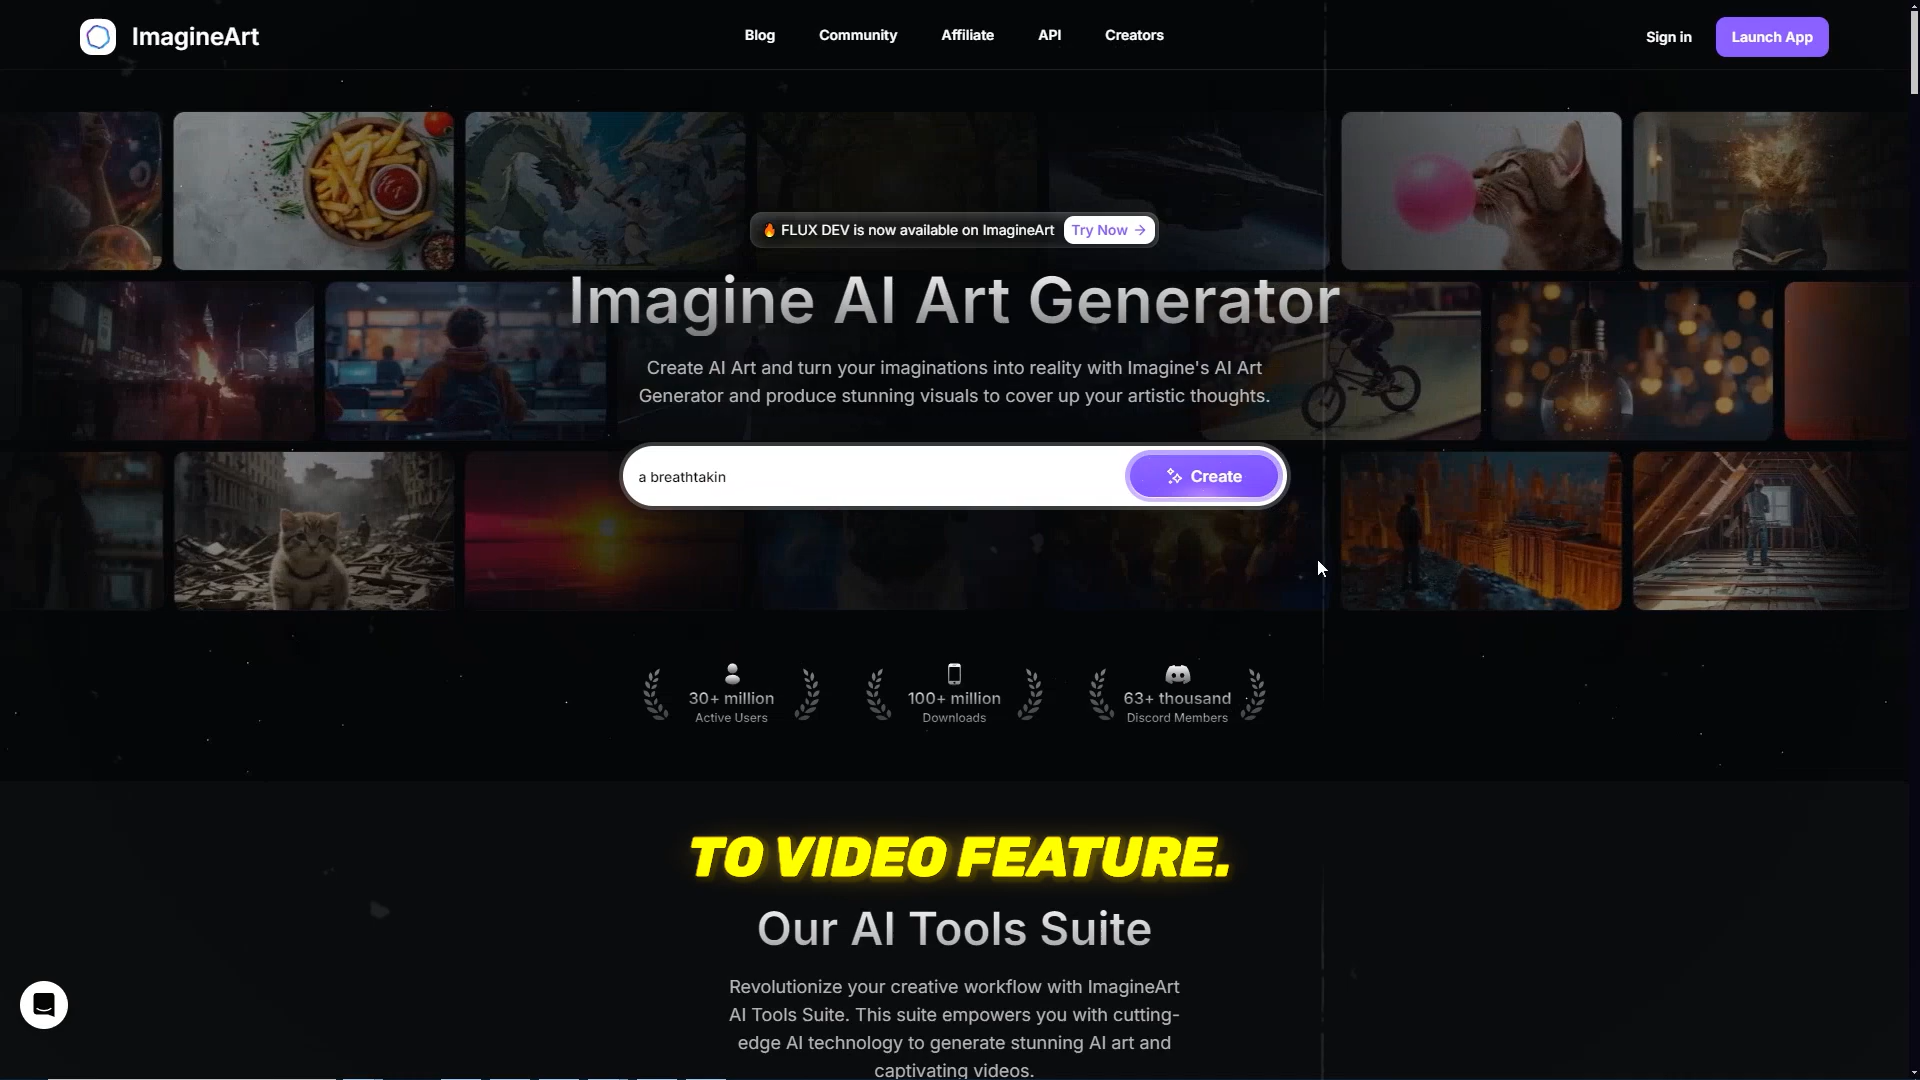 ImagineArt
Blog Community Affiliate API Creators
Sign in Launch App
🔥 FLUX DEV is now available on ImagineArt Try Now →
Imagine AI Art Generator
Create AI Art and turn your imaginations into reality with Imagine's AI Art
Generator and produce stunning visuals to cover up your artistic thoughts.
a breathtakin
Create
30+ million
Active Users
100+ million
Downloads
63+ thousand
Discord Members
TO VIDEO FEATURE.
Our AI Tools Suite
Revolutionize your creative workflow with ImagineArt
AI Tools Suite. This suite empowers you with cutting-
edge AI technology to generate stunning AI art and
captivating videos.